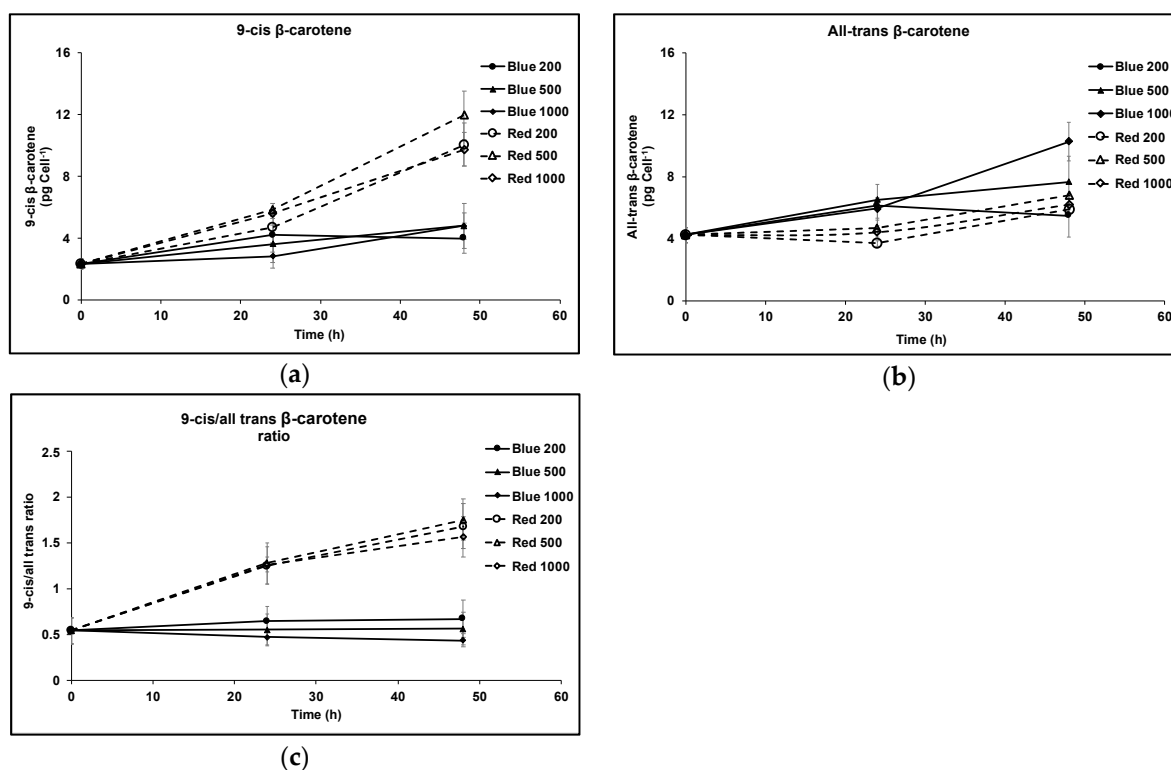 9-cis β-carotene
9-cis β-carotene
(pg Cell⁻¹)
16
12
8
4
0
0 10 20 30 40 50 60
Time (h)
Blue 200
Blue 500
Blue 1000
Red 200
Red 500
Red 1000
(a)
All-trans β-carotene
All-trans β-carotene
(pg Cell⁻¹)
16
12
8
4
0
0 10 20 30 40 50 60
Time (h)
Blue 200
Blue 500
Blue 1000
Red 200
Red 500
Red 1000
(b)
9-cis/all trans β-carotene
ratio
9-cis/all trans ratio
2.5
2
1.5
1
0.5
0
0 10 20 30 40 50 60
Time (h)
Blue 200
Blue 500
Blue 1000
Red 200
Red 500
Red 1000
(c)